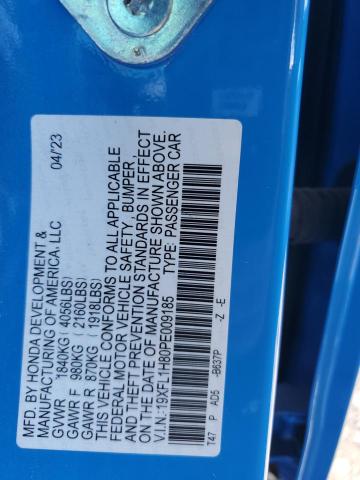 MFD. BY HONDA DEVELOPMENT &
MANUFACTURING OF AMERICA, LLC 04/23
GVWR 1840KG (4056LBS)
GAWR F 980KG (2160LBS)
GAWR R 870KG (1918LBS)
THIS VEHICLE CONFORMS TO ALL APPLICABLE
FEDERAL MOTOR VEHICLE SAFETY, BUMPER,
AND THEFT PREVENTION STANDARDS IN EFFECT
ON THE DATE OF MANUFACTURE SHOWN ABOVE.
V.I.N.: 19XFL1H80PE009185 TYPE: PASSENGER CAR
T47 P AD5 -B637P -Z -E